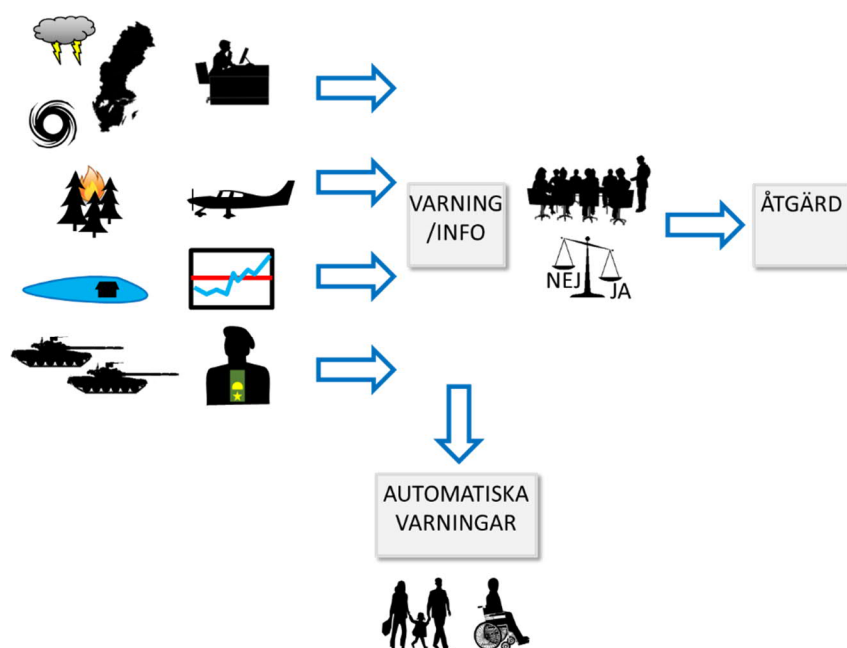 VARNING
/INFO
NEJ
JA
ÅTGÄRD
AUTOMATISKA
VARNINGAR